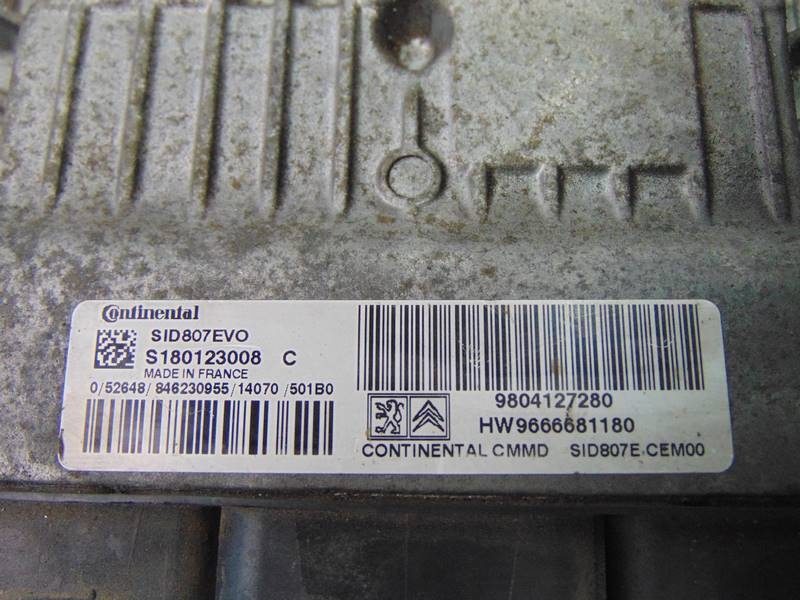 Continental
SID807EVO
S180123008 C
MADE IN FRANCE
0/52648/846230955/14070/501B0
9804127280
HW9666681180
CONTINENTAL CMMD SID807E.CEM00